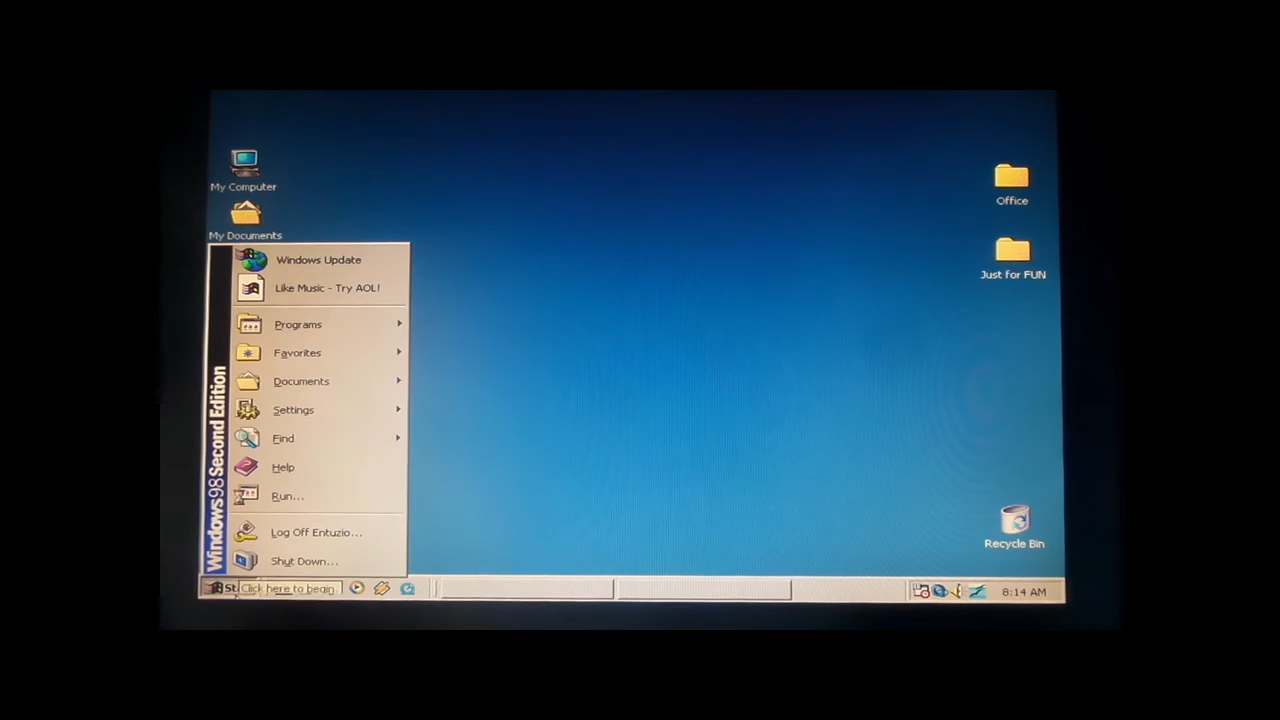 My Computer
My Documents
Office
Just for FUN
Recycle Bin
Windows98 Second Edition
Windows Update
Like Music - Try AOL!
Programs
Favorites
Documents
Settings
Find
Help
Run...
Log Off Entuzio...
Shut Down...
St
Click here to begin.
8:14 AM